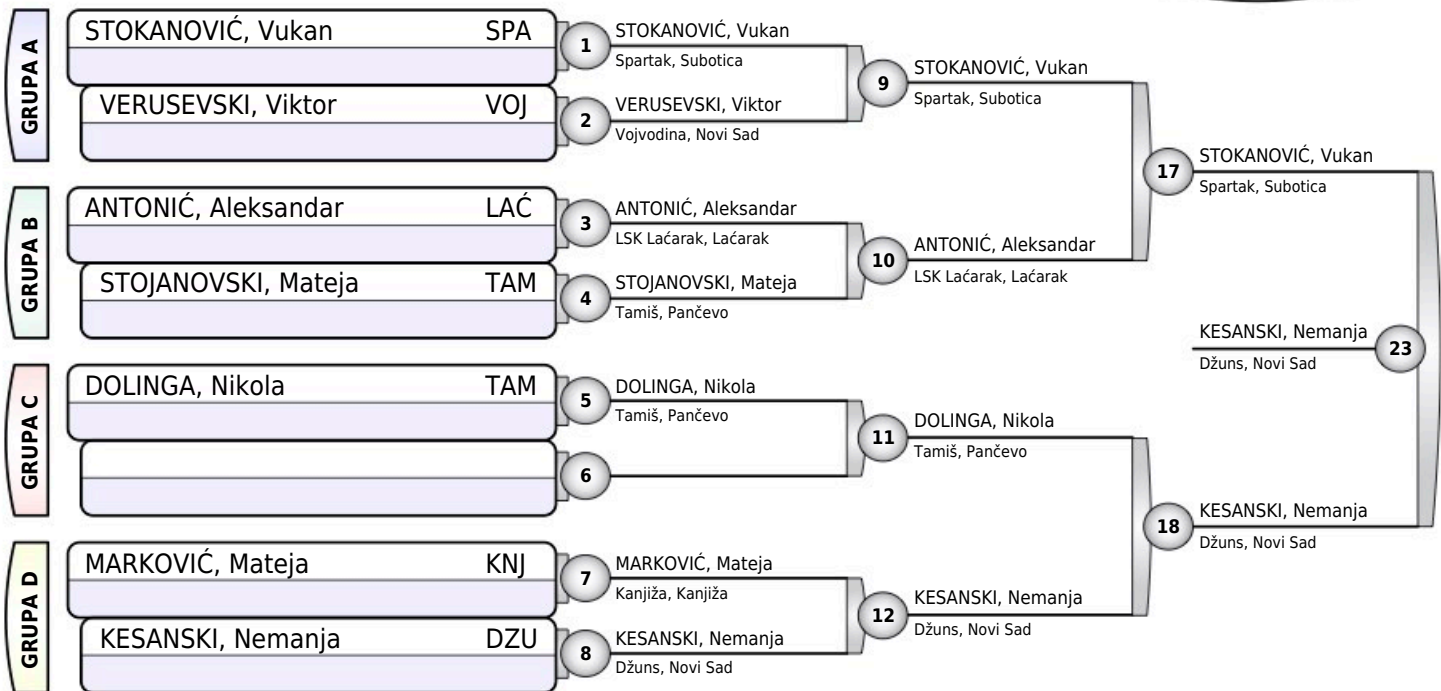 GRUPA A
STOKANOVIĆ, Vukan SPA
VERUSEVSKI, Viktor VOJ
1
STOKANOVIĆ, Vukan
Spartak, Subotica
2
VERUSEVSKI, Viktor
Vojvodina, Novi Sad
9
STOKANOVIĆ, Vukan
Spartak, Subotica
GRUPA B
ANTONIĆ, Aleksandar LAĆ
STOJANOVSKI, Mateja TAM
3
ANTONIĆ, Aleksandar
LSK Laćarak, Laćarak
4
STOJANOVSKI, Mateja
Tamiš, Pančevo
10
ANTONIĆ, Aleksandar
LSK Laćarak, Laćarak
17
STOKANOVIĆ, Vukan
Spartak, Subotica
GRUPA C
DOLINGA, Nikola TAM
5
DOLINGA, Nikola
Tamiš, Pančevo
6
11
DOLINGA, Nikola
Tamiš, Pančevo
GRUPA D
MARKOVIĆ, Mateja KNJ
KESANSKI, Nemanja DZU
7
MARKOVIĆ, Mateja
Kanjiža, Kanjiža
8
KESANSKI, Nemanja
Džuns, Novi Sad
12
KESANSKI, Nemanja
Džuns, Novi Sad
18
KESANSKI, Nemanja
Džuns, Novi Sad
KESANSKI, Nemanja
Džuns, Novi Sad
23